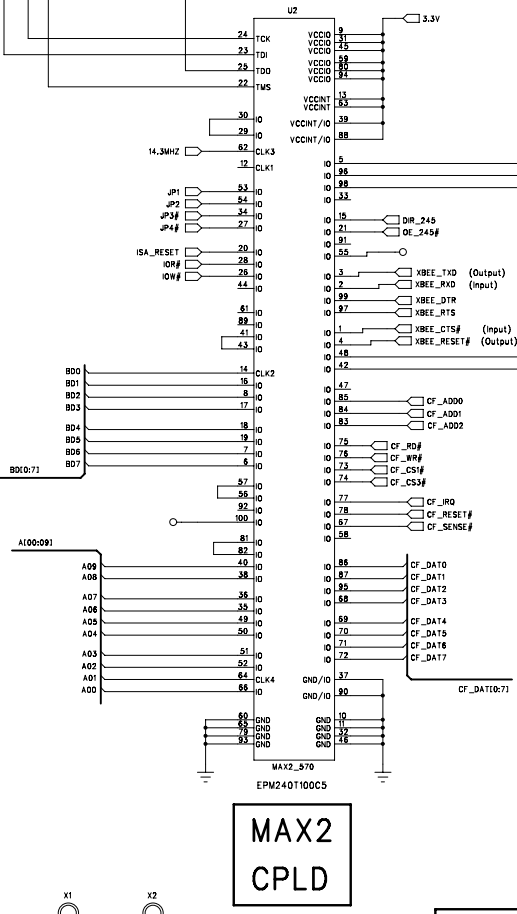 U2
24 TCK
23 TDI
25 TDO
22 TMS
30 IO
29 IO
14.3MHZ 62 CLK3
12 CLK1
JP1 53 IO
JP2 54 IO
JP3# 34 IO
JP4# 27 IO
ISA_RESET 20 IO
IOR# 28 IO
IOW# 26 IO
44 IO
61 IO
89 IO
41 IO
43 IO
BD0 14 CLK2
BD1 16 IO
BD2 8 IO
BD3 17 IO
BD4 18 IO
BD5 19 IO
BD6 7 IO
BD7 6 IO
BD[0:7]
57 IO
56 IO
92 IO
100 IO
A[00:09]
81 IO
82 IO
A09 40 IO
A08 38 IO
A07 36 IO
A06 35 IO
A05 49 IO
A04 50 IO
A03 51 IO
A02 52 IO
A01 64 CLK4
A00 66 IO
60 GND
65 GND
79 GND
93 GND
VCCIO 9 3.3V
VCCIO 31
VCCIO 45
VCCIO 59
VCCIO 80
VCCIO 94
VCCINT 13
VCCINT 63
VCCINT/IO 39
VCCINT/IO 88
IO 5
IO 96
IO 98
IO 33
IO 15 DIR_245
IO 21 OE_245#
IO 91
IO 55
IO 3 XBEE_TXD (Output)
IO 2 XBEE_RXD (Input)
IO 99 XBEE_DTR
IO 97 XBEE_RTS
IO 1 XBEE_CTS# (Input)
IO 4 XBEE_RESET# (Output)
IO 48
IO 42
IO 47
IO 85 CF_ADD0
IO 84 CF_ADD1
IO 83 CF_ADD2
IO 75 CF_RD#
IO 76 CF_WR#
IO 73 CF_CS1#
IO 74 CF_CS3#
IO 77 CF_IRQ
IO 78 CF_RESET#
IO 67 CF_SENSE#
IO 58
IO 86 CF_DAT0
IO 87 CF_DAT1
IO 95 CF_DAT2
IO 68 CF_DAT3
IO 69 CF_DAT4
IO 70 CF_DAT5
IO 71 CF_DAT6
IO 72 CF_DAT7
GND/IO 37
GND/IO 90
CF_DAT[0:7]
GND 10
GND 11
GND 32
GND 46
MAX2_570
EPM240T100C5
MAX2
CPLD
X1 X2